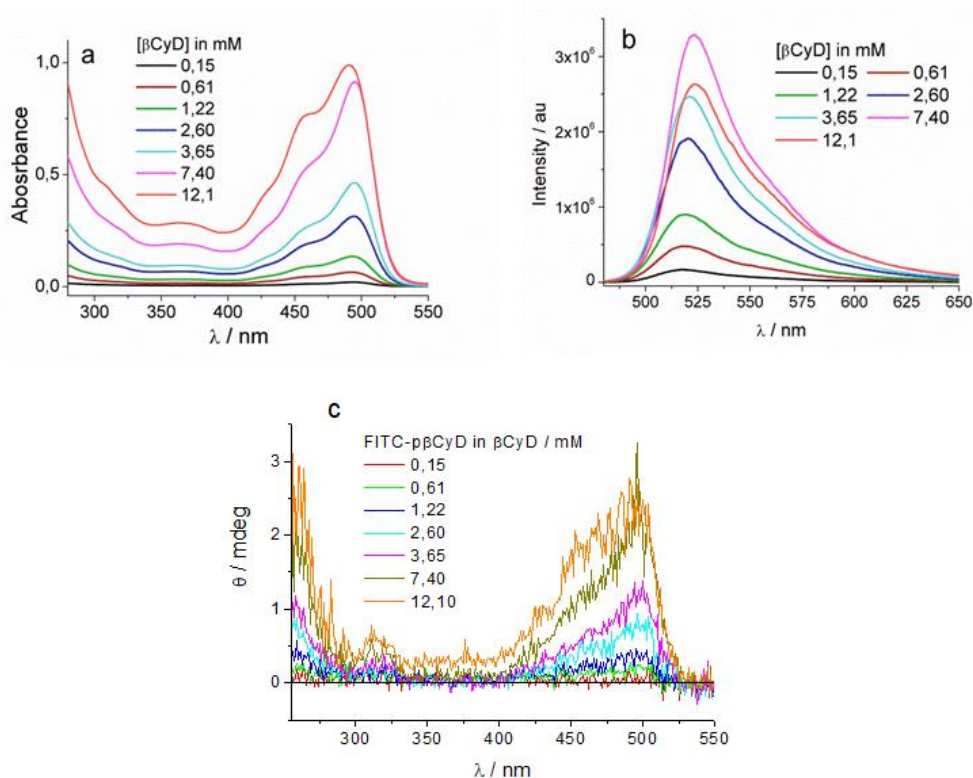 a
[βCyD] in mM
0,15
0,61
1,22
2,60
3,65
7,40
12,1
Abosrbance
1,0
0,5
0,0
300 350 400 450 500 550
λ / nm
b
[βCyD] in mM
0,15 0,61
1,22 2,60
3,65 7,40
12,1
Intensity / au
3x10⁶
2x10⁶
1x10⁶
0
500 525 550 575 600 625 650
λ / nm
c
FITC-pβCyD in βCyD / mM
0,15
0,61
1,22
2,60
3,65
7,40
12,10
θ / mdeg
3
2
1
0
300 350 400 450 500 550
λ / nm